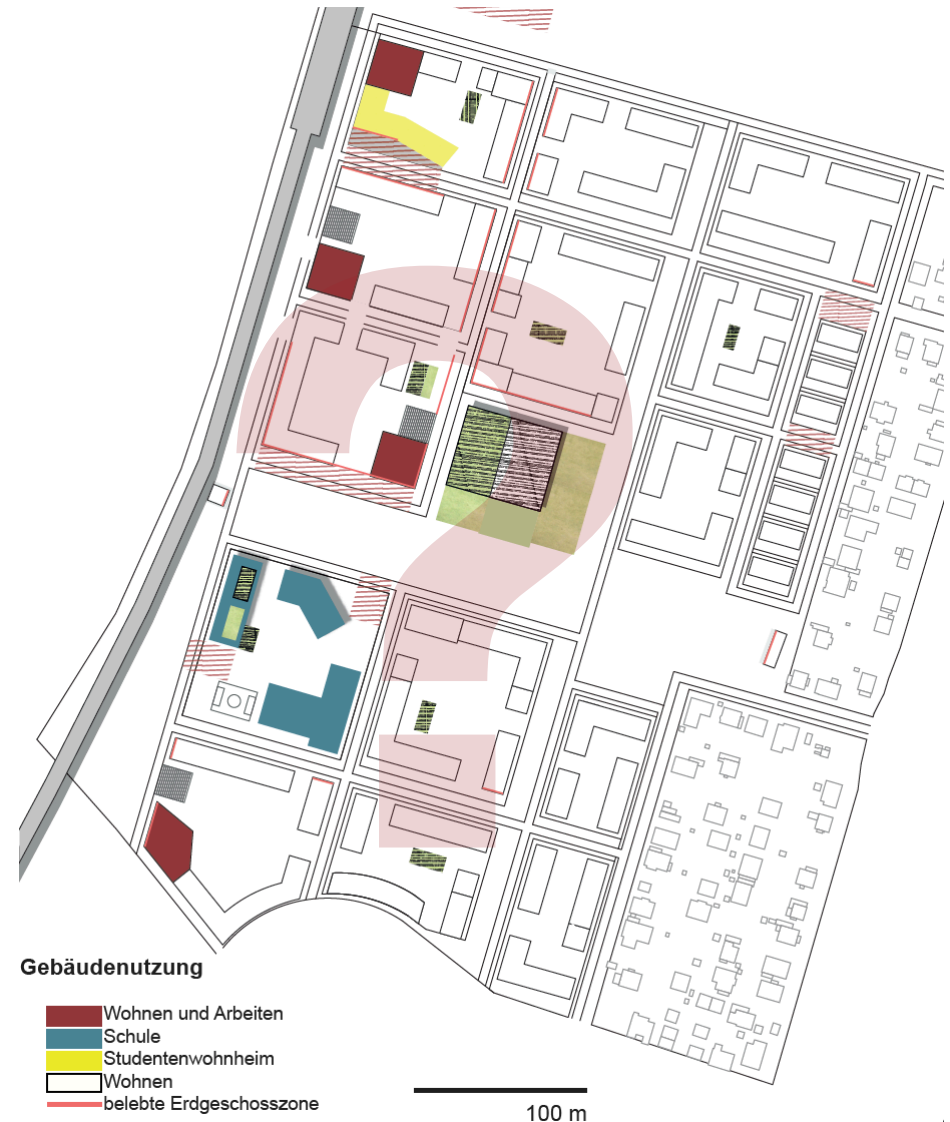 Gebäudenutzung
Wohnen und Arbeiten
Schule
Studentenwohnheim
Wohnen
belebte Erdgeschosszone
100 m
?